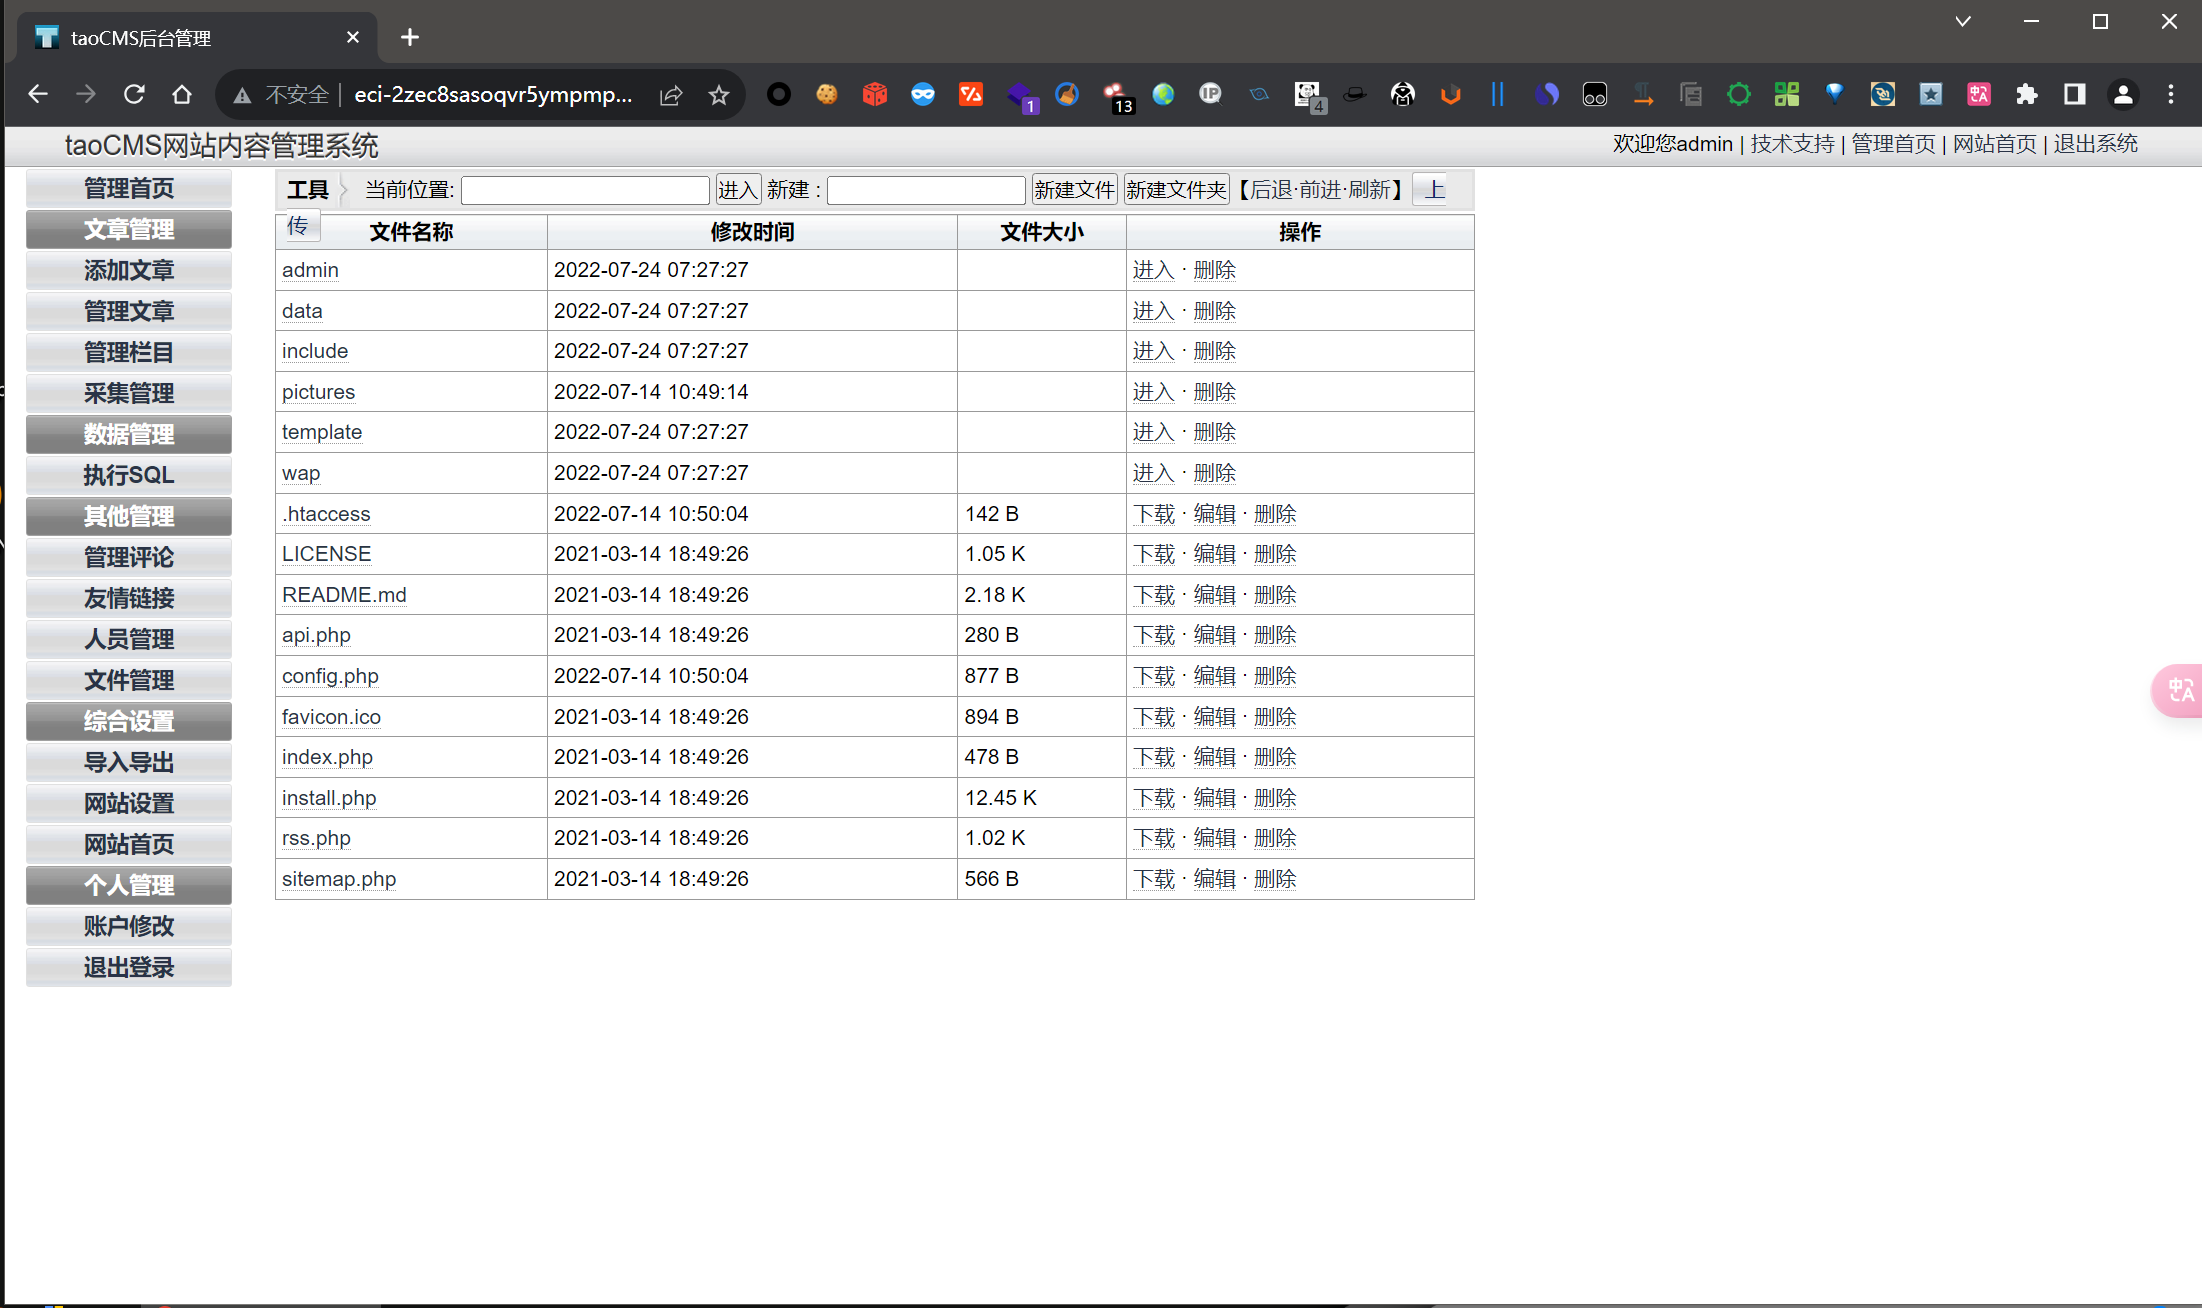 taoCMS后台管理
不安全 eci-2zec8sasoqvr5ympmp...
1 13 IP 4
taoCMS网站内容管理系统
欢迎您admin | 技术支持 | 管理首页 | 网站首页 | 退出系统
管理首页
文章管理
添加文章
管理文章
管理栏目
采集管理
数据管理
执行SQL
其他管理
管理评论
友情链接
人员管理
文件管理
综合设置
导入导出
网站设置
网站首页
个人管理
账户修改
退出登录
工具 当前位置: 进入 新建 : 新建文件 新建文件夹 【后退·前进·刷新】 上传
文件名称 修改时间 文件大小 操作
admin 2022-07-24 07:27:27 进入 · 删除
data 2022-07-24 07:27:27 进入 · 删除
include 2022-07-24 07:27:27 进入 · 删除
pictures 2022-07-14 10:49:14 进入 · 删除
template 2022-07-24 07:27:27 进入 · 删除
wap 2022-07-24 07:27:27 进入 · 删除
.htaccess 2022-07-14 10:50:04 142 B 下载 · 编辑 · 删除
LICENSE 2021-03-14 18:49:26 1.05 K 下载 · 编辑 · 删除
README.md 2021-03-14 18:49:26 2.18 K 下载 · 编辑 · 删除
api.php 2021-03-14 18:49:26 280 B 下载 · 编辑 · 删除
config.php 2022-07-14 10:50:04 877 B 下载 · 编辑 · 删除
favicon.ico 2021-03-14 18:49:26 894 B 下载 · 编辑 · 删除
index.php 2021-03-14 18:49:26 478 B 下载 · 编辑 · 删除
install.php 2021-03-14 18:49:26 12.45 K 下载 · 编辑 · 删除
rss.php 2021-03-14 18:49:26 1.02 K 下载 · 编辑 · 删除
sitemap.php 2021-03-14 18:49:26 566 B 下载 · 编辑 · 删除
中A